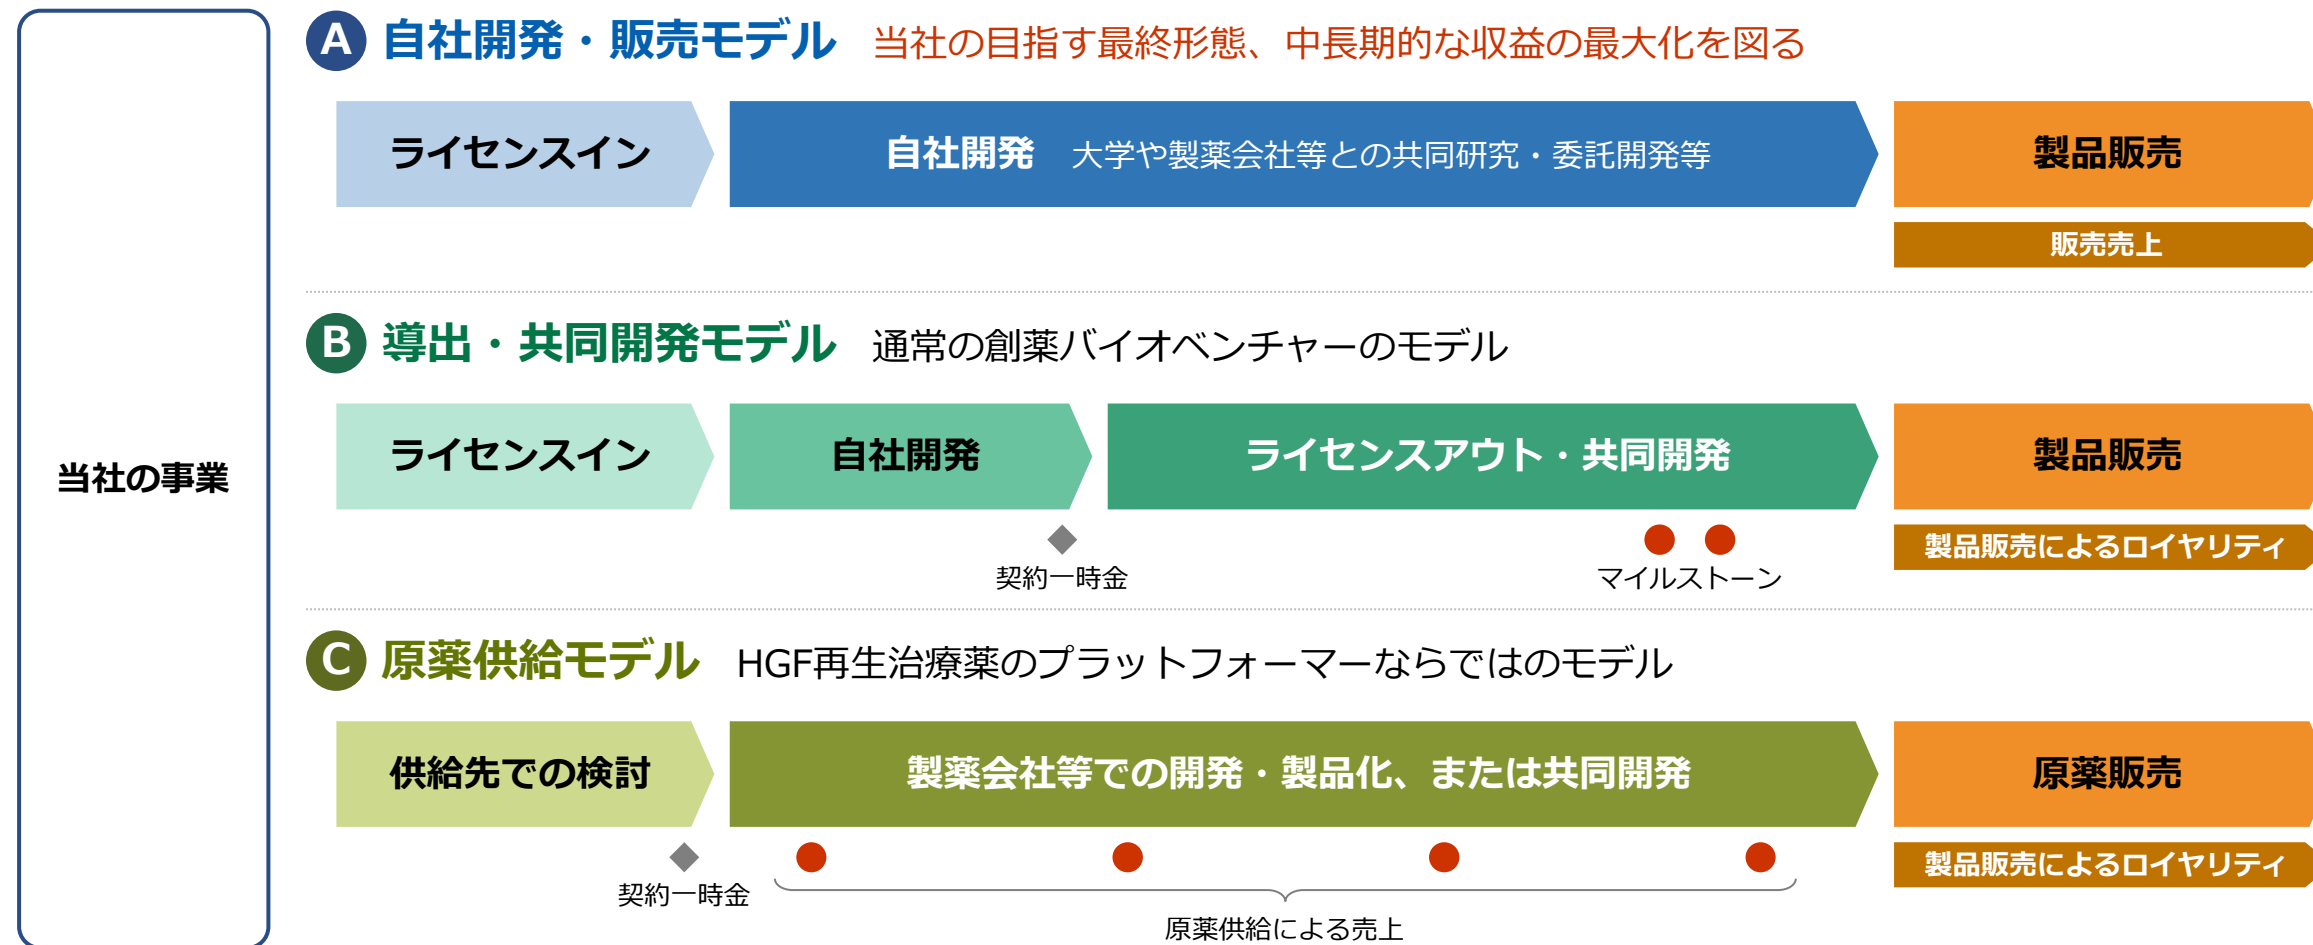 当社の事業
A 自社開発・販売モデル 当社の目指す最終形態、中長期的な収益の最大化を図る
ライセンスイン
自社開発 大学や製薬会社等との共同研究・委託開発等
製品販売
販売売上
B 導出・共同開発モデル 通常の創薬バイオベンチャーのモデル
ライセンスイン
自社開発
ライセンスアウト・共同開発
製品販売
契約一時金
マイルストーン
製品販売によるロイヤリティ
C 原薬供給モデル HGF再生治療薬のプラットフォーマーならではのモデル
供給先での検討
製薬会社等での開発・製品化、または共同開発
原薬販売
契約一時金
原薬供給による売上
製品販売によるロイヤリティ